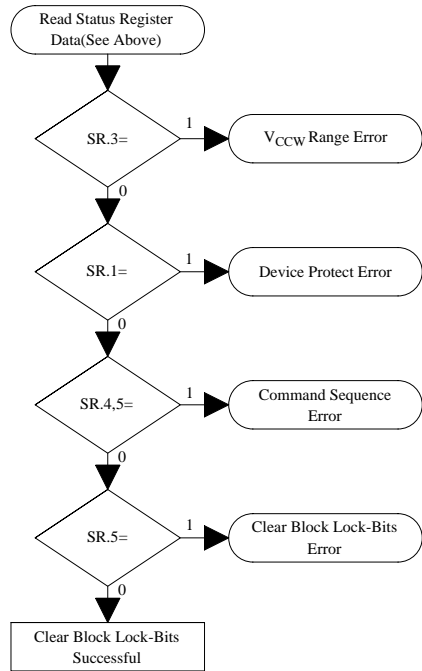 Read Status Register
Data(See Above)
SR.3=
1
VCCW Range Error
0
SR.1=
1
Device Protect Error
0
SR.4,5=
1
Command Sequence
Error
0
SR.5=
1
Clear Block Lock-Bits
Error
0
Clear Block Lock-Bits
Successful